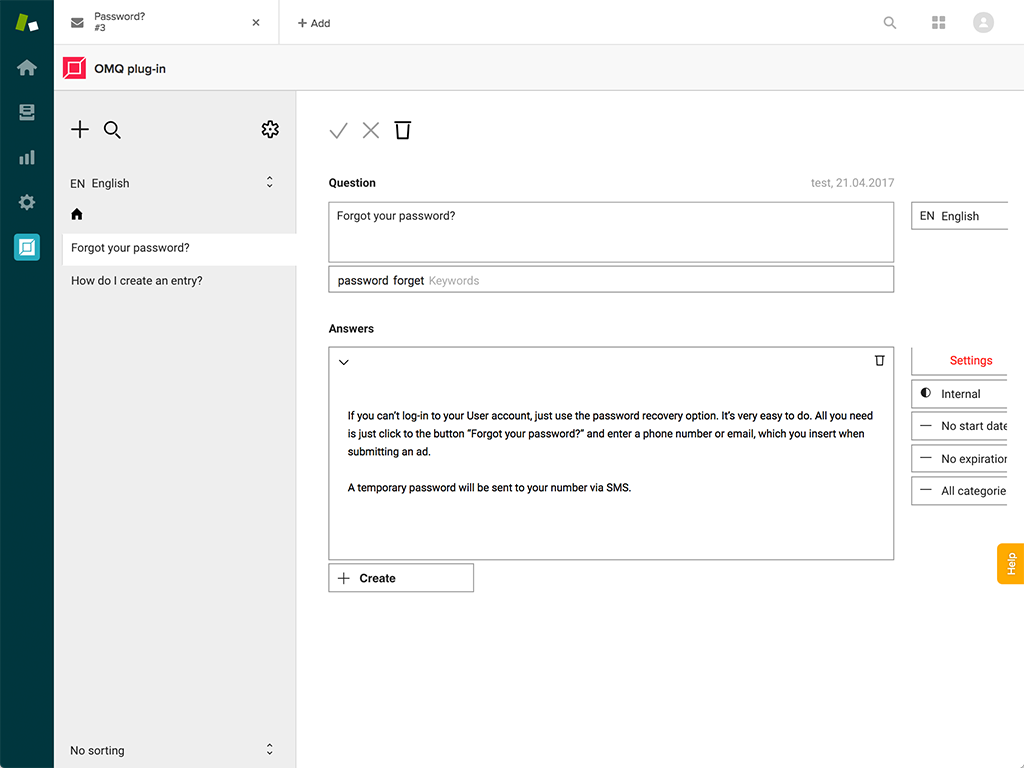 Password?
#3
Add
OMQ plug-in
EN English
Forgot your password?
How do I create an entry?
No sorting
Question
test, 21.04.2017
Forgot your password?
EN English
password forget Keywords
Answers
If you can't log-in to your User account, just use the password recovery option. It's very easy to do. All you need
is just click to the button “Forgot your password?” and enter a phone number or email, which you insert when
submitting an ad.
A temporary password will be sent to your number via SMS.
Create
Settings
Internal
No start date
No expiration
All categorie
Help